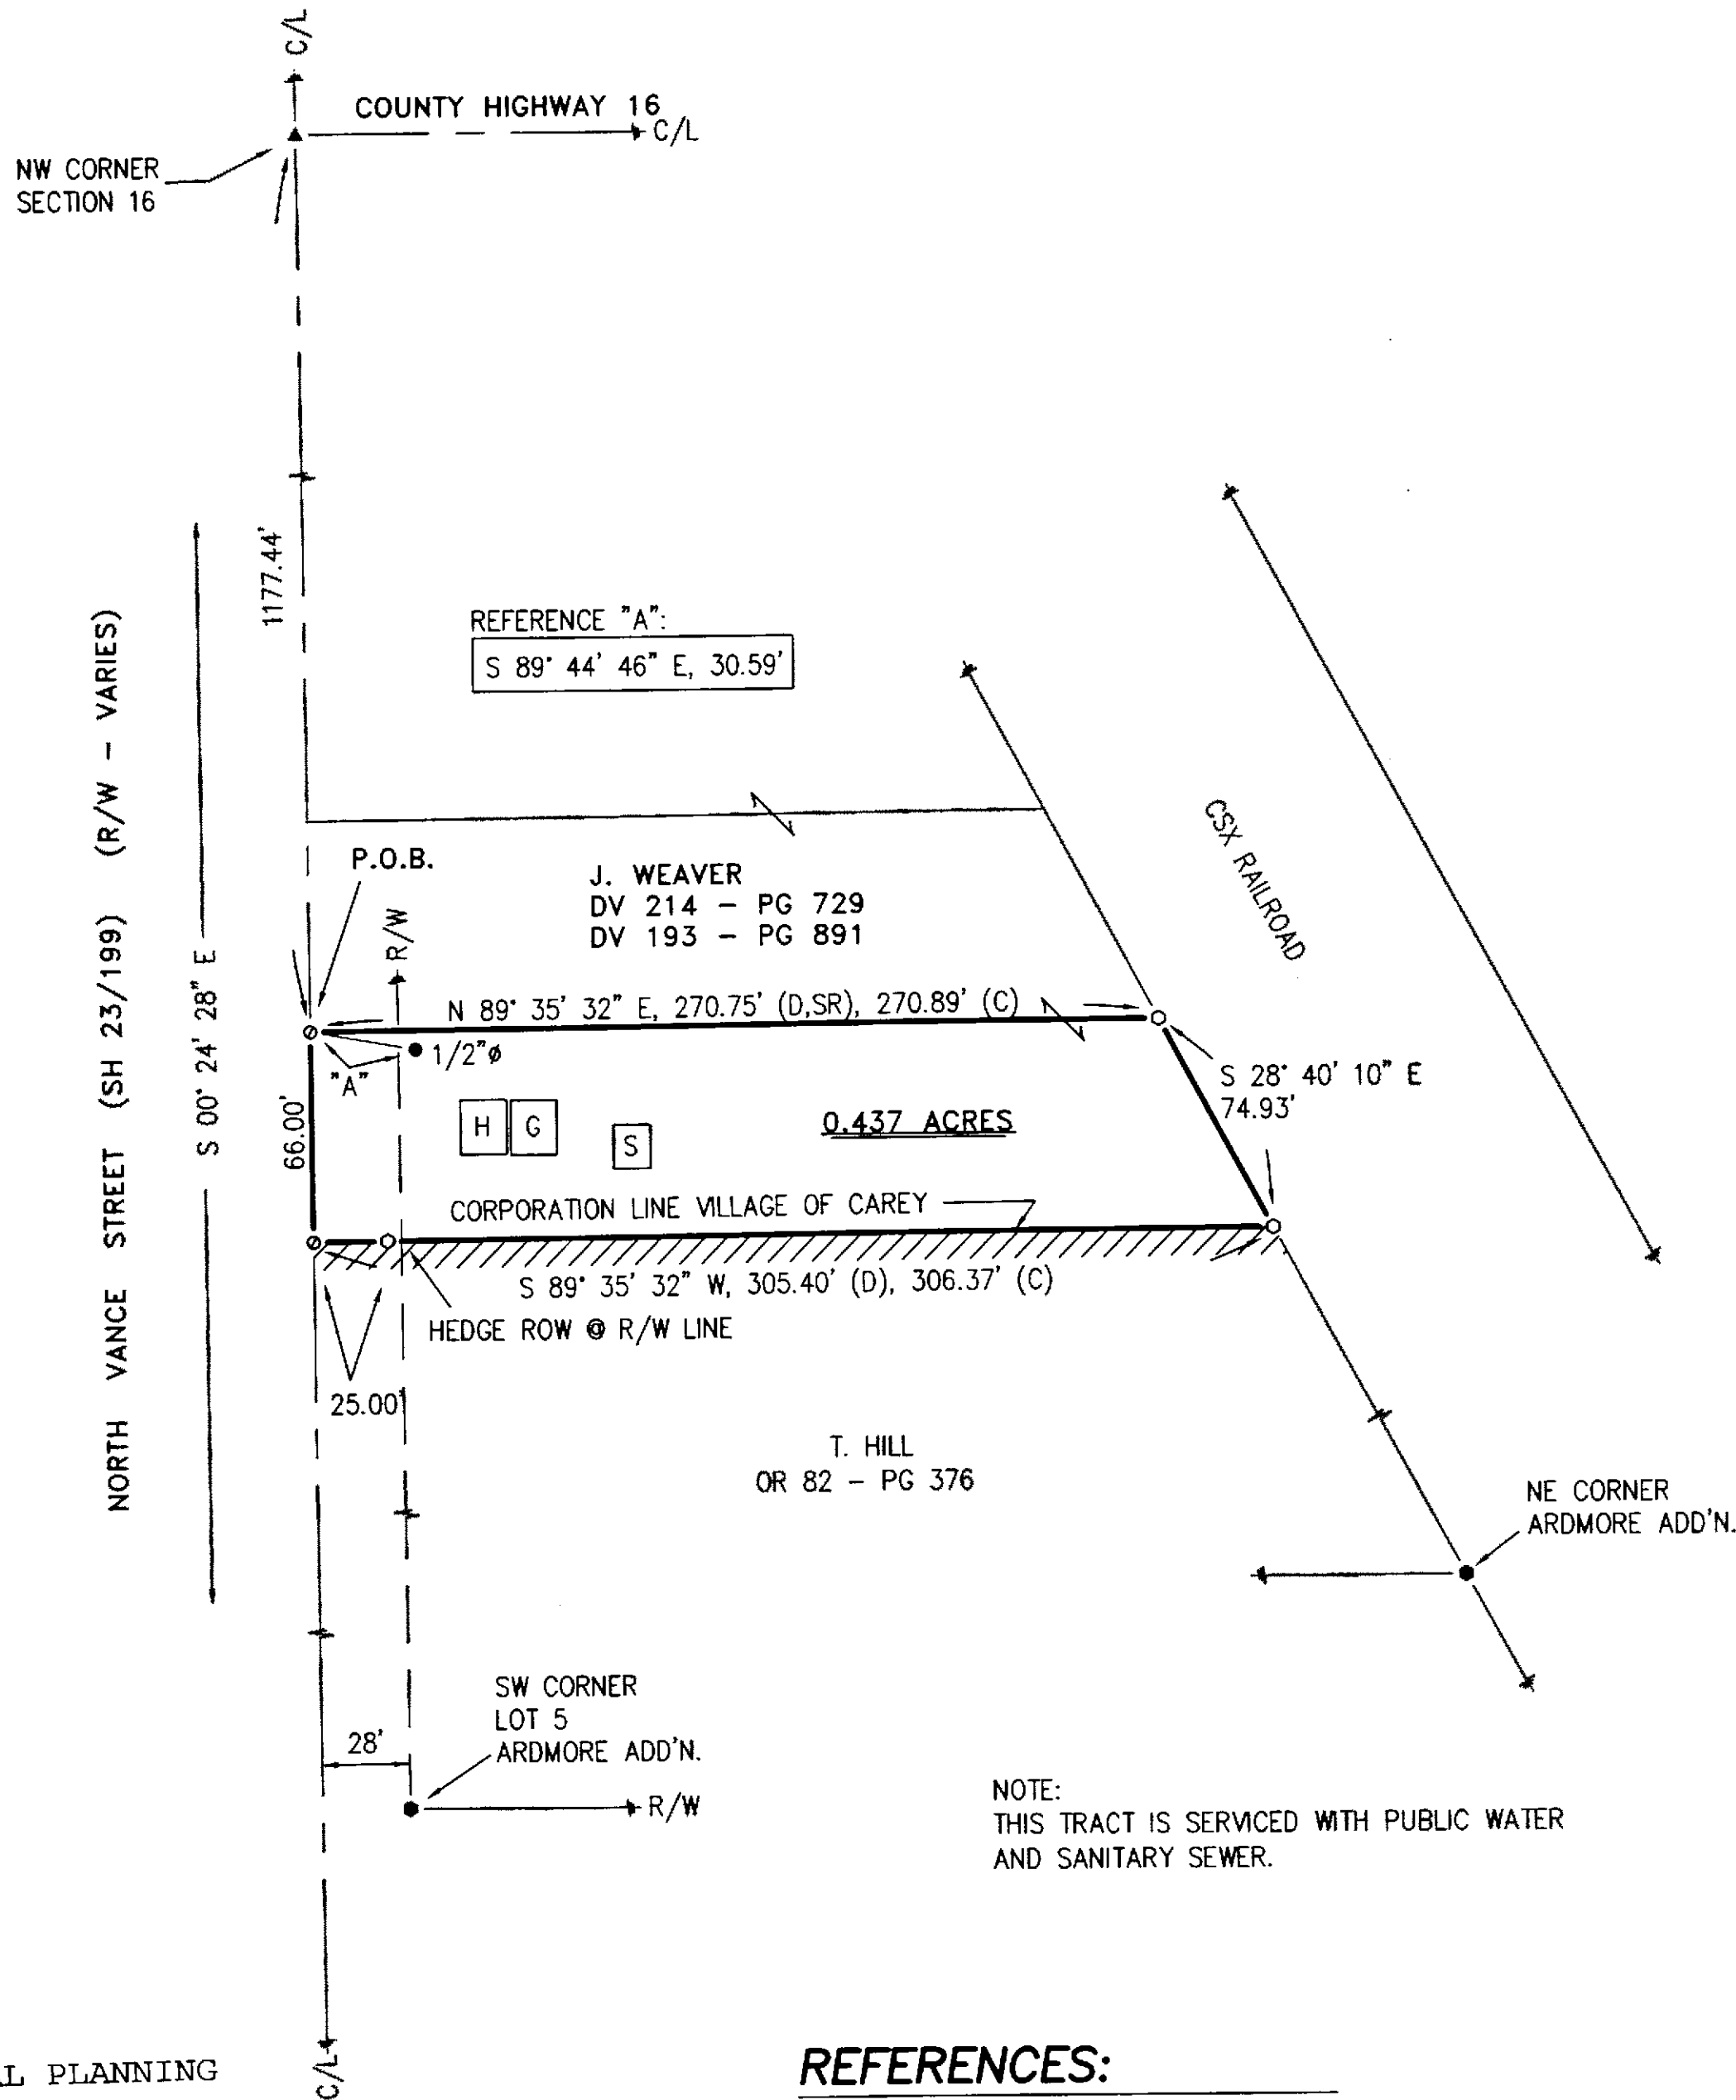 C/L
COUNTY HIGHWAY 16
C/L
NW CORNER
SECTION 16
1177.44'
REFERENCE "A":
S 89° 44' 46" E, 30.59'
NORTH VANCE STREET (SH 23/199) (R/W - VARIES)
S 00° 24' 28" E
CSX RAILROAD
P.O.B.
J. WEAVER
DV 214 - PG 729
DV 193 - PG 891
R/W
N 89° 35' 32" E, 270.75' (D,SR), 270.89' (C)
1/2"ø
"A"
S 28° 40' 10" E
74.93'
66.00'
H G
S
0.437 ACRES
CORPORATION LINE VILLAGE OF CAREY
S 89° 35' 32" W, 305.40' (D), 306.37' (C)
HEDGE ROW @ R/W LINE
25.00'
T. HILL
OR 82 - PG 376
NE CORNER
ARDMORE ADD'N.
SW CORNER
LOT 5
ARDMORE ADD'N.
28'
R/W
NOTE:
THIS TRACT IS SERVICED WITH PUBLIC WATER
AND SANITARY SEWER.
C/L
L PLANNING
REFERENCES: